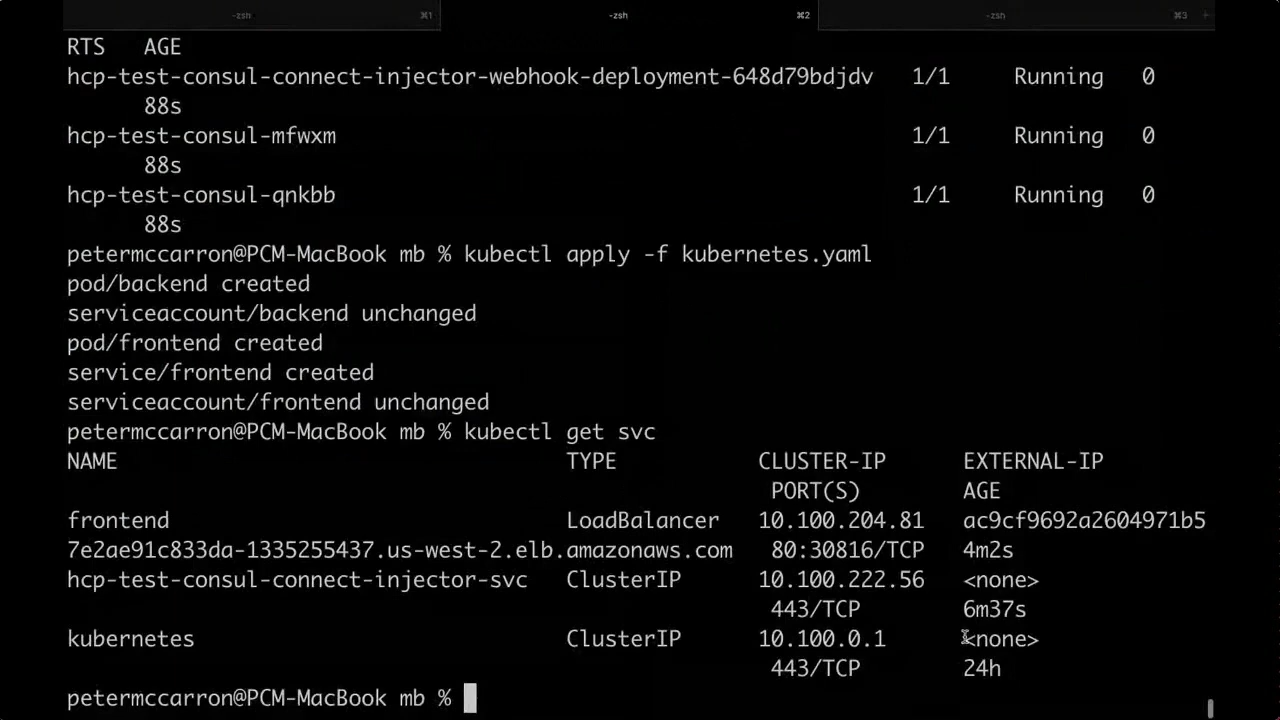 -zsh ⌘1 -zsh ⌘2 -zsh ⌘3 +
RTS AGE
hcp-test-consul-connect-injector-webhook-deployment-648d79bdjdv 1/1 Running 0
88s
hcp-test-consul-mfwxm 1/1 Running 0
88s
hcp-test-consul-qnkbb 1/1 Running 0
88s
petermccarron@PCM-MacBook mb % kubectl apply -f kubernetes.yaml
pod/backend created
serviceaccount/backend unchanged
pod/frontend created
service/frontend created
serviceaccount/frontend unchanged
petermccarron@PCM-MacBook mb % kubectl get svc
NAME TYPE CLUSTER-IP EXTERNAL-IP
PORT(S) AGE
frontend LoadBalancer 10.100.204.81 ac9cf9692a2604971b5
7e2ae91c833da-1335255437.us-west-2.elb.amazonaws.com 80:30816/TCP 4m2s
hcp-test-consul-connect-injector-svc ClusterIP 10.100.222.56 <none>
443/TCP 6m37s
kubernetes ClusterIP 10.100.0.1 <none>
443/TCP 24h
petermccarron@PCM-MacBook mb %